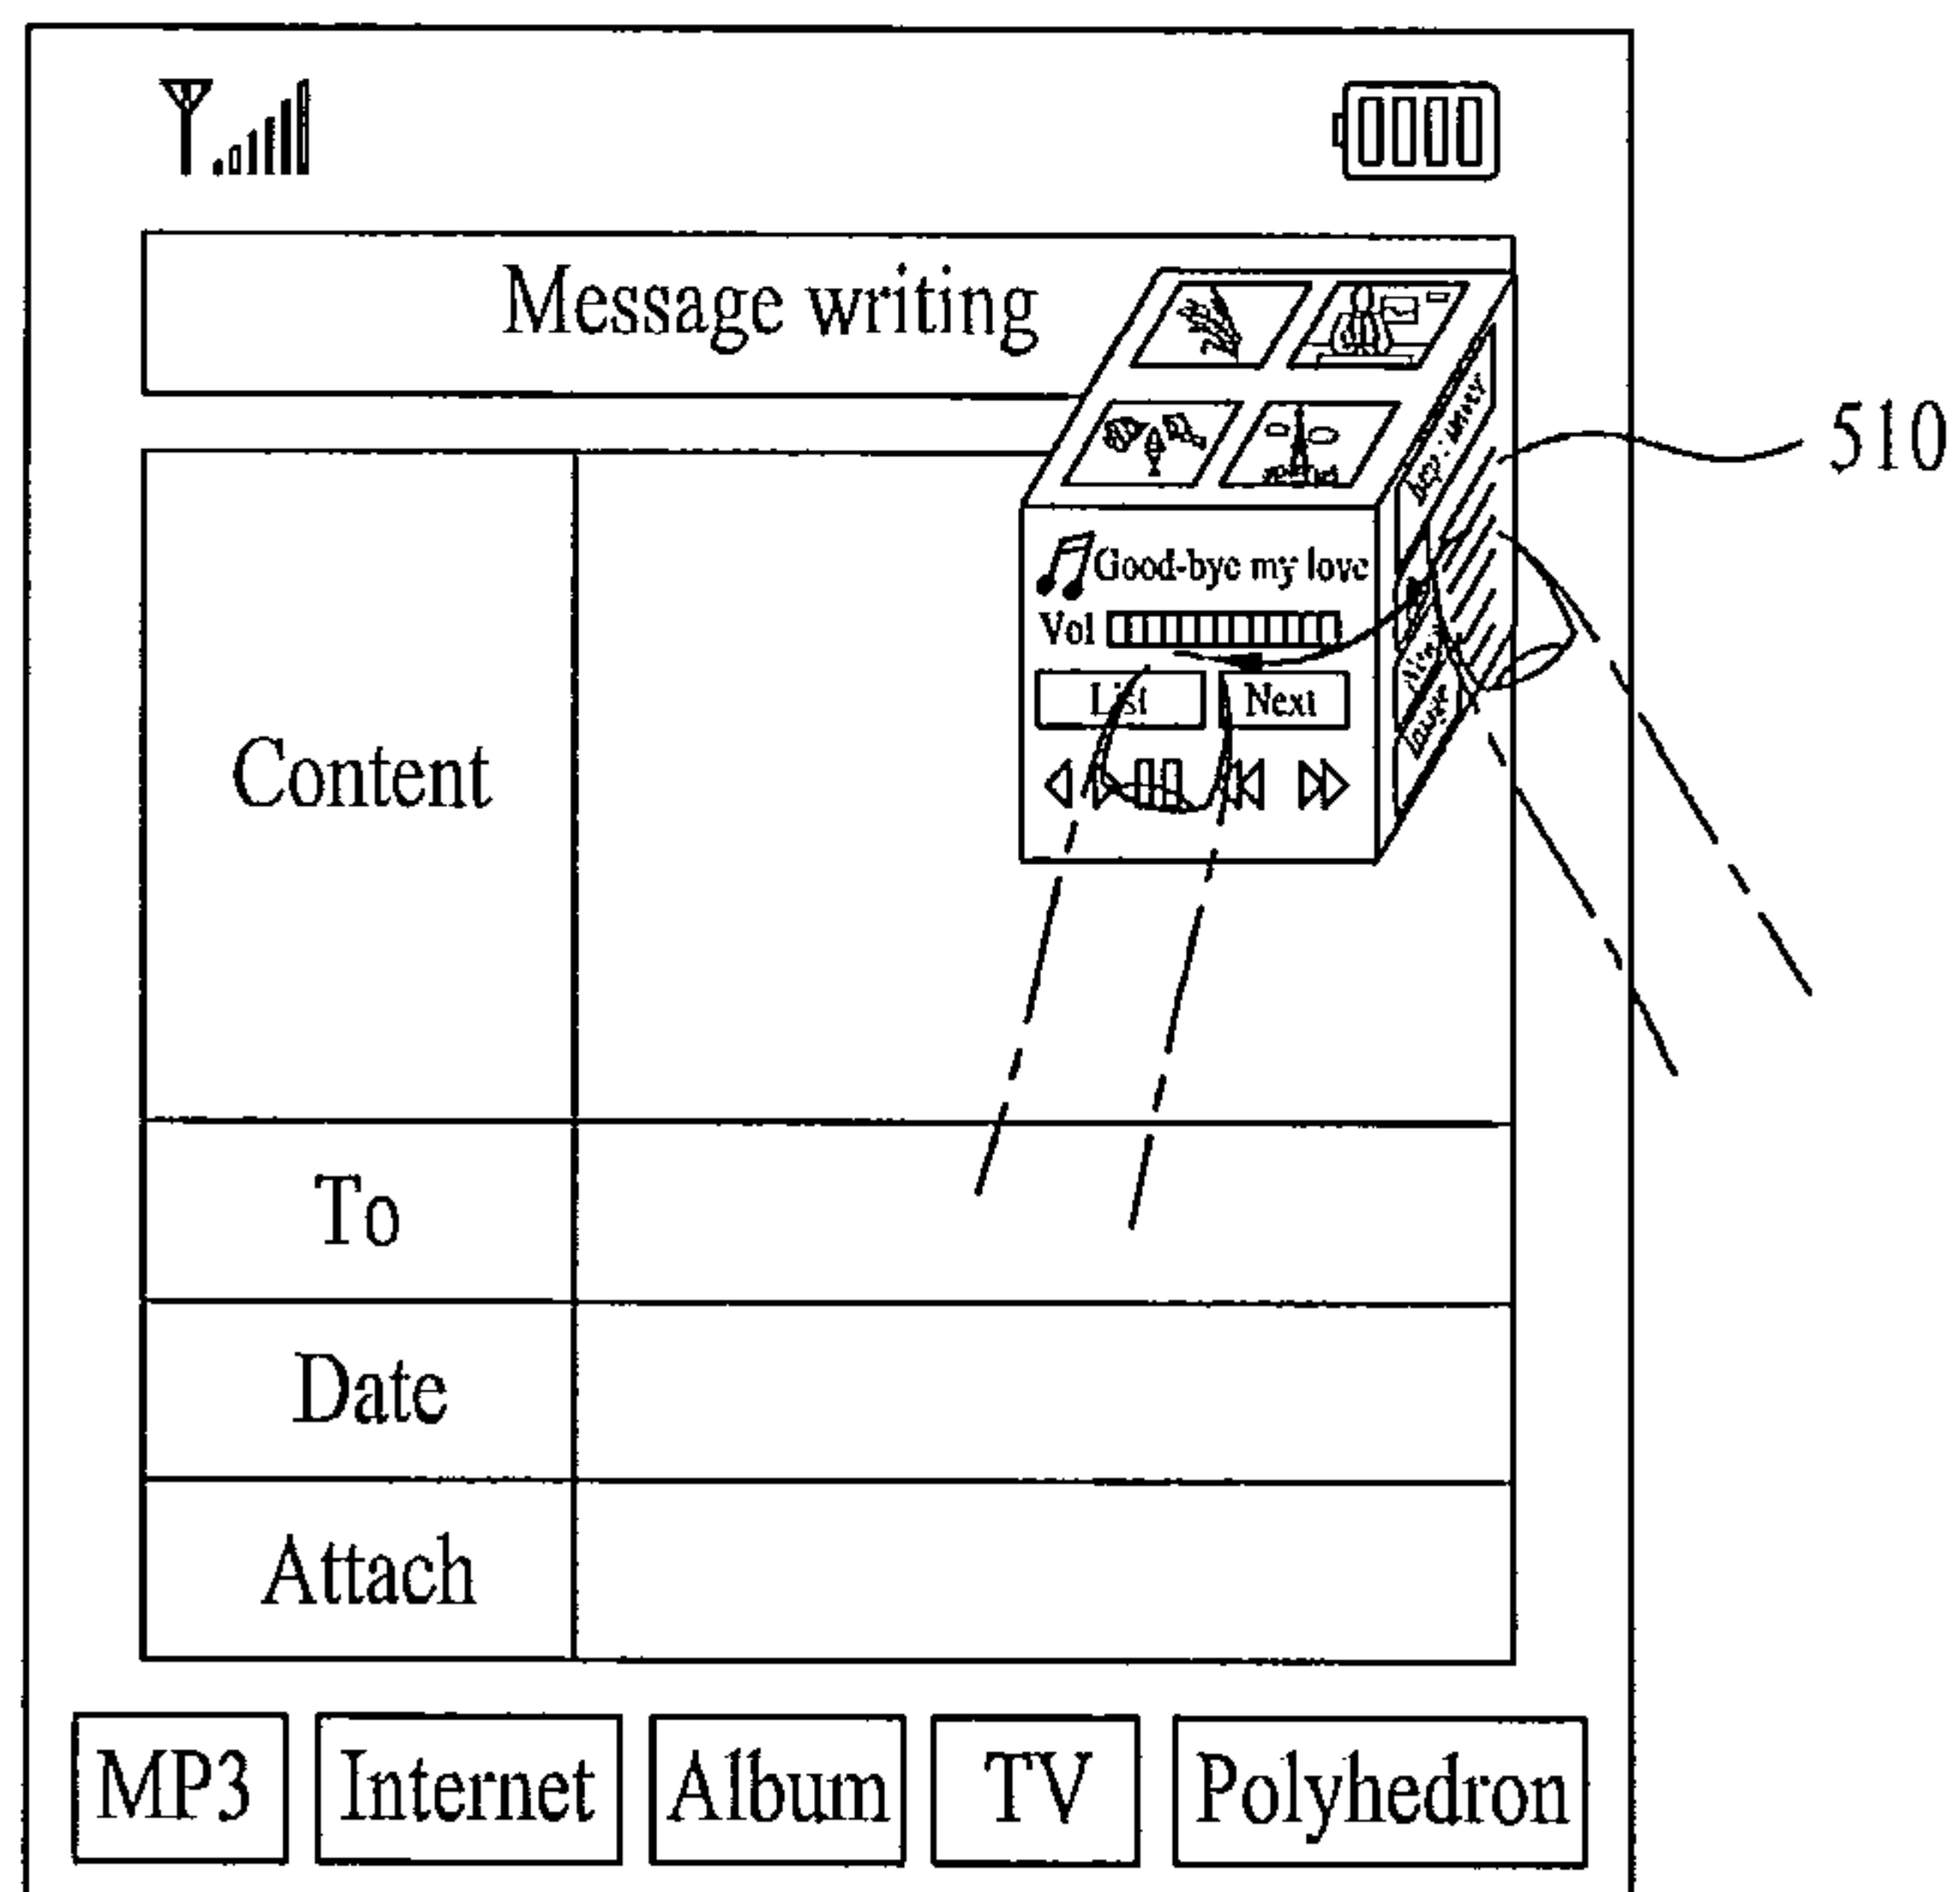 Message writing
510
Good-bye my love
Vol
List
Next
Content
To
Date
Attach
MP3
Internet
Album
TV
Polyhedron